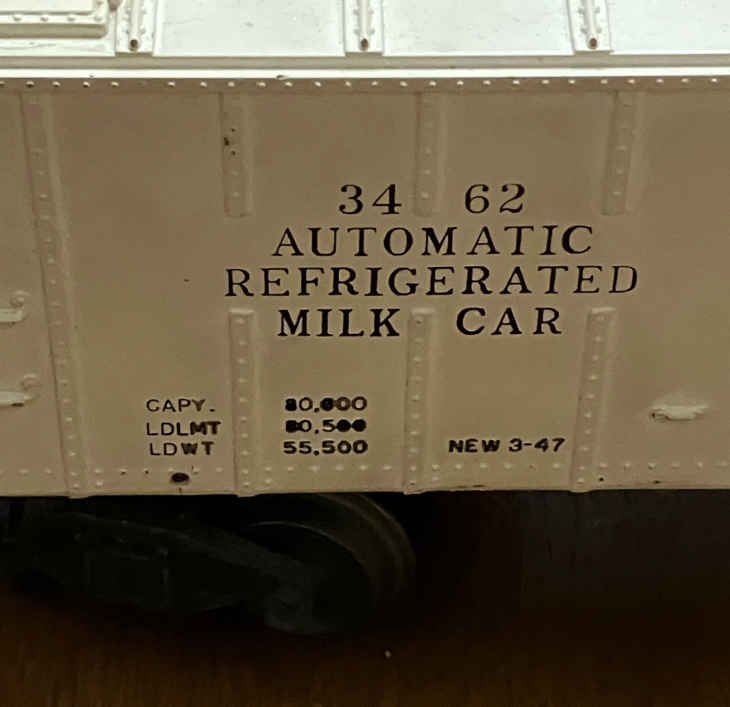 34 62
AUTOMATIC
REFRIGERATED
MILK CAR
CAPY. 80,000
LDLMT 80,500
LDWT 55,500 NEW 3-47